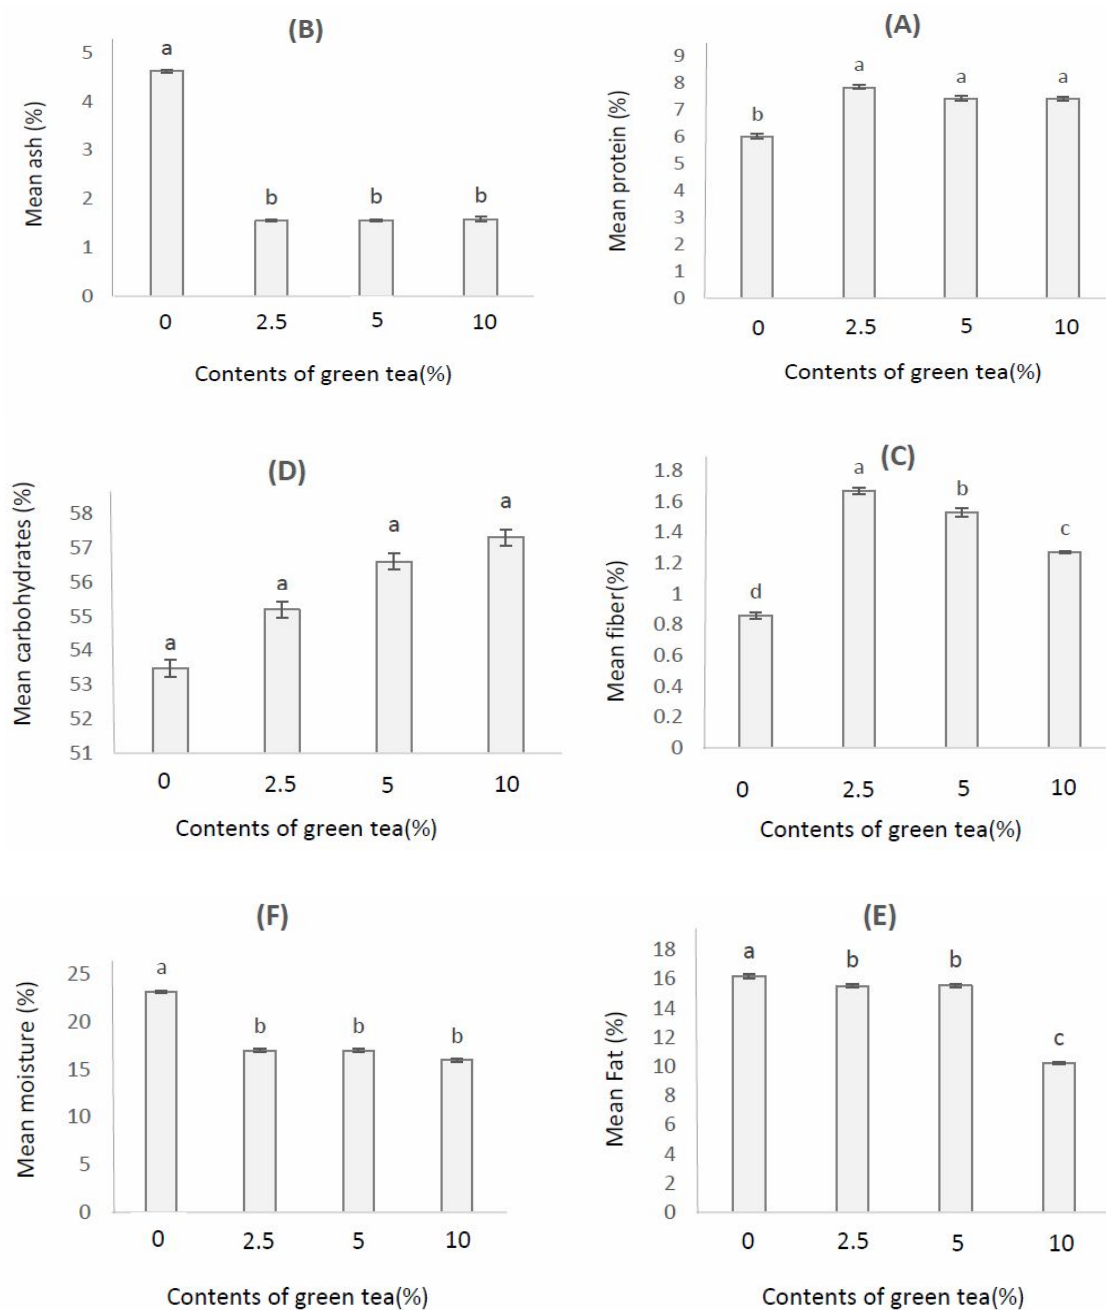 (B)
Mean ash (%)
5
4
3
2
1
0
a
b
b
b
0 2.5 5 10
Contents of green tea(%)
(A)
Mean protein (%)
9
8
7
6
5
4
3
2
1
0
b
a
a
a
0 2.5 5 10
Contents of green tea(%)
(D)
Mean carbohydrates (%)
58
57
56
55
54
53
52
51
a
a
a
a
0 2.5 5 10
Contents of green tea(%)
(C)
Mean fiber(%)
1.8
1.6
1.4
1.2
1
0.8
0.6
0.4
0.2
0
d
a
b
c
0 2.5 5 10
Contents of green tea(%)
(F)
Mean moisture (%)
25
20
15
10
5
0
a
b
b
b
0 2.5 5 10
Contents of green tea(%)
(E)
Mean Fat (%)
18
16
14
12
10
8
6
4
2
0
a
b
b
c
0 2.5 5 10
Contents of green tea(%)